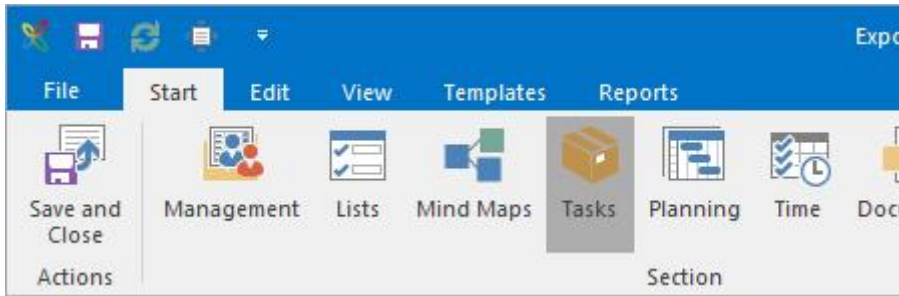 Expo
File Start Edit View Templates Reports
Save and Close Management Lists Mind Maps Tasks Planning Time Docu
Actions Section